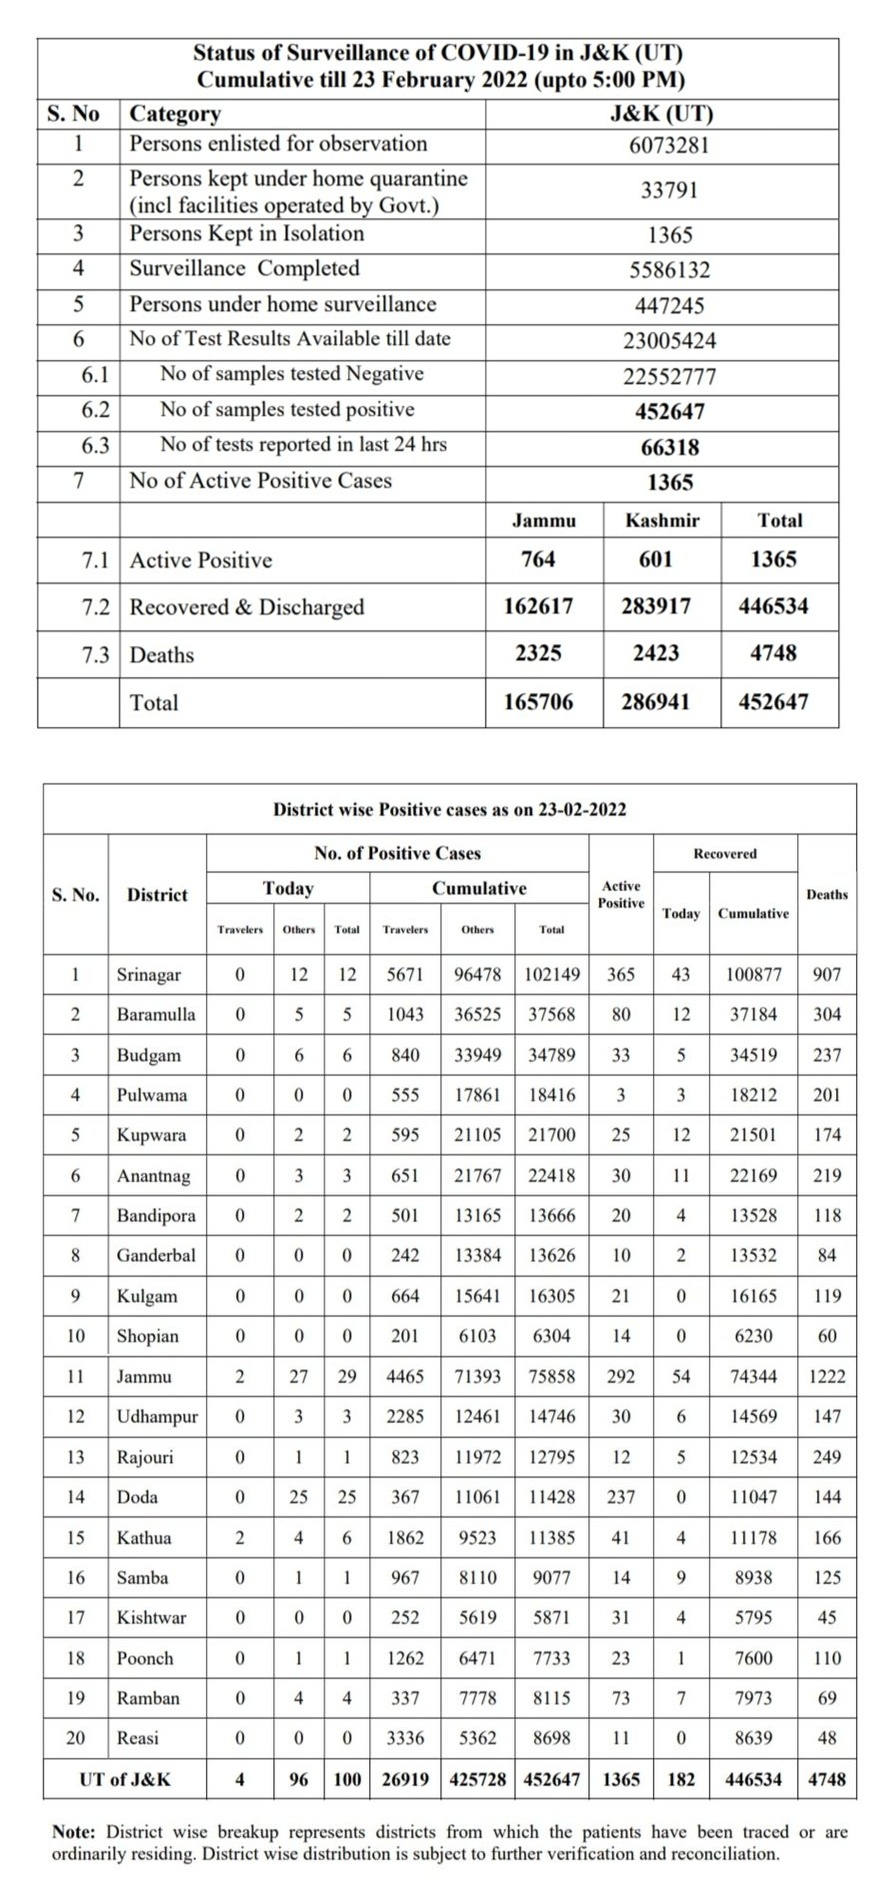 Status of Surveillance of COVID-19 in J&K (UT)
Cumulative till 23 February 2022 (upto 5:00 PM)
S. No Category J&K (UT)
1 Persons enlisted for observation 6073281
2 Persons kept under home quarantine
(incl facilities operated by Govt.) 33791
3 Persons Kept in Isolation 1365
4 Surveillance Completed 5586132
5 Persons under home surveillance 447245
6 No of Test Results Available till date 23005424
6.1 No of samples tested Negative 22552777
6.2 No of samples tested positive 452647
6.3 No of tests reported in last 24 hrs 66318
7 No of Active Positive Cases 1365
Jammu Kashmir Total
7.1 Active Positive 764 601 1365
7.2 Recovered & Discharged 162617 283917 446534
7.3 Deaths 2325 2423 4748
Total 165706 286941 452647
District wise Positive cases as on 23-02-2022
S. No. District No. of Positive Cases Active Positive Recovered Deaths
Today Cumulative Today Cumulative
Travelers Others Total Travelers Others Total
1 Srinagar 0 12 12 5671 96478 102149 365 43 100877 907
2 Baramulla 0 5 5 1043 36525 37568 80 12 37184 304
3 Budgam 0 6 6 840 33949 34789 33 5 34519 237
4 Pulwama 0 0 0 555 17861 18416 3 3 18212 201
5 Kupwara 0 2 2 595 21105 21700 25 12 21501 174
6 Anantnag 0 3 3 651 21767 22418 30 11 22169 219
7 Bandipora 0 2 2 501 13165 13666 20 4 13528 118
8 Ganderbal 0 0 0 242 13384 13626 10 2 13532 84
9 Kulgam 0 0 0 664 15641 16305 21 0 16165 119
10 Shopian 0 0 0 201 6103 6304 14 0 6230 60
11 Jammu 2 27 29 4465 71393 75858 292 54 74344 1222
12 Udhampur 0 3 3 2285 12461 14746 30 6 14569 147
13 Rajouri 0 1 1 823 11972 12795 12 5 12534 249
14 Doda 0 25 25 367 11061 11428 237 0 11047 144
15 Kathua 2 4 6 1862 9523 11385 41 4 11178 166
16 Samba 0 1 1 967 8110 9077 14 9 8938 125
17 Kishtwar 0 0 0 252 5619 5871 31 4 5795 45
18 Poonch 0 1 1 1262 6471 7733 23 1 7600 110
19 Ramban 0 4 4 337 7778 8115 73 7 7973 69
20 Reasi 0 0 0 3336 5362 8698 11 0 8639 48
UT of J&K 4 96 100 26919 425728 452647 1365 182 446534 4748
Note: District wise breakup represents districts from which the patients have been traced or are
ordinarily residing. District wise distribution is subject to further verification and reconciliation.